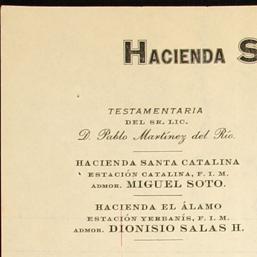 HACIENDA S
TESTAMENTARIA
DEL SR. LIC.
D. Pablo Martínez del Río.
HACIENDA SANTA CATALINA
ESTACIÓN CATALINA, F. I. M.
ADMOR. MIGUEL SOTO.
HACIENDA EL ÁLAMO
ESTACIÓN YERBANÍS, F. I. M.
ADMOR. DIONISIO SALAS H.